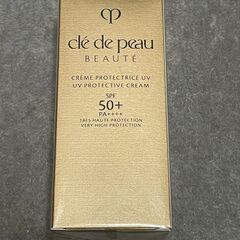 clé de peau
BEAUTÉ
CRÈME PROTECTRICE UV
UV PROTECTIVE CREAM
SPF
50+
PA++++
TRÈS HAUTE PROTECTION
VERY HIGH PROTECTION